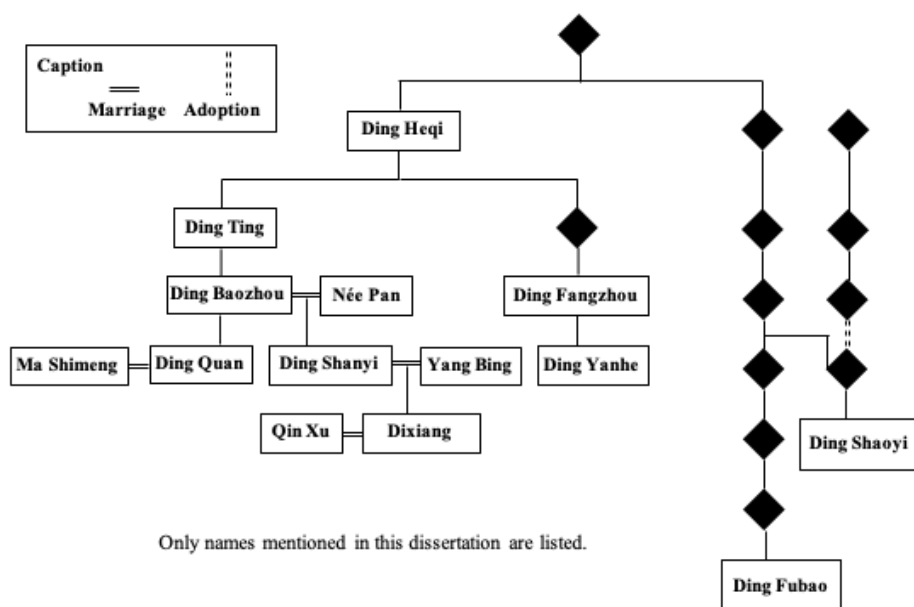 Caption
Marriage Adoption
Ding Heqi
Ding Ting
Ding Baozhou
Née Pan
Ding Fangzhou
Ma Shimeng
Ding Quan
Ding Shanyi
Yang Bing
Ding Yanhe
Qin Xu
Dixiang
Ding Shaoyi
Only names mentioned in this dissertation are listed.
Ding Fubao